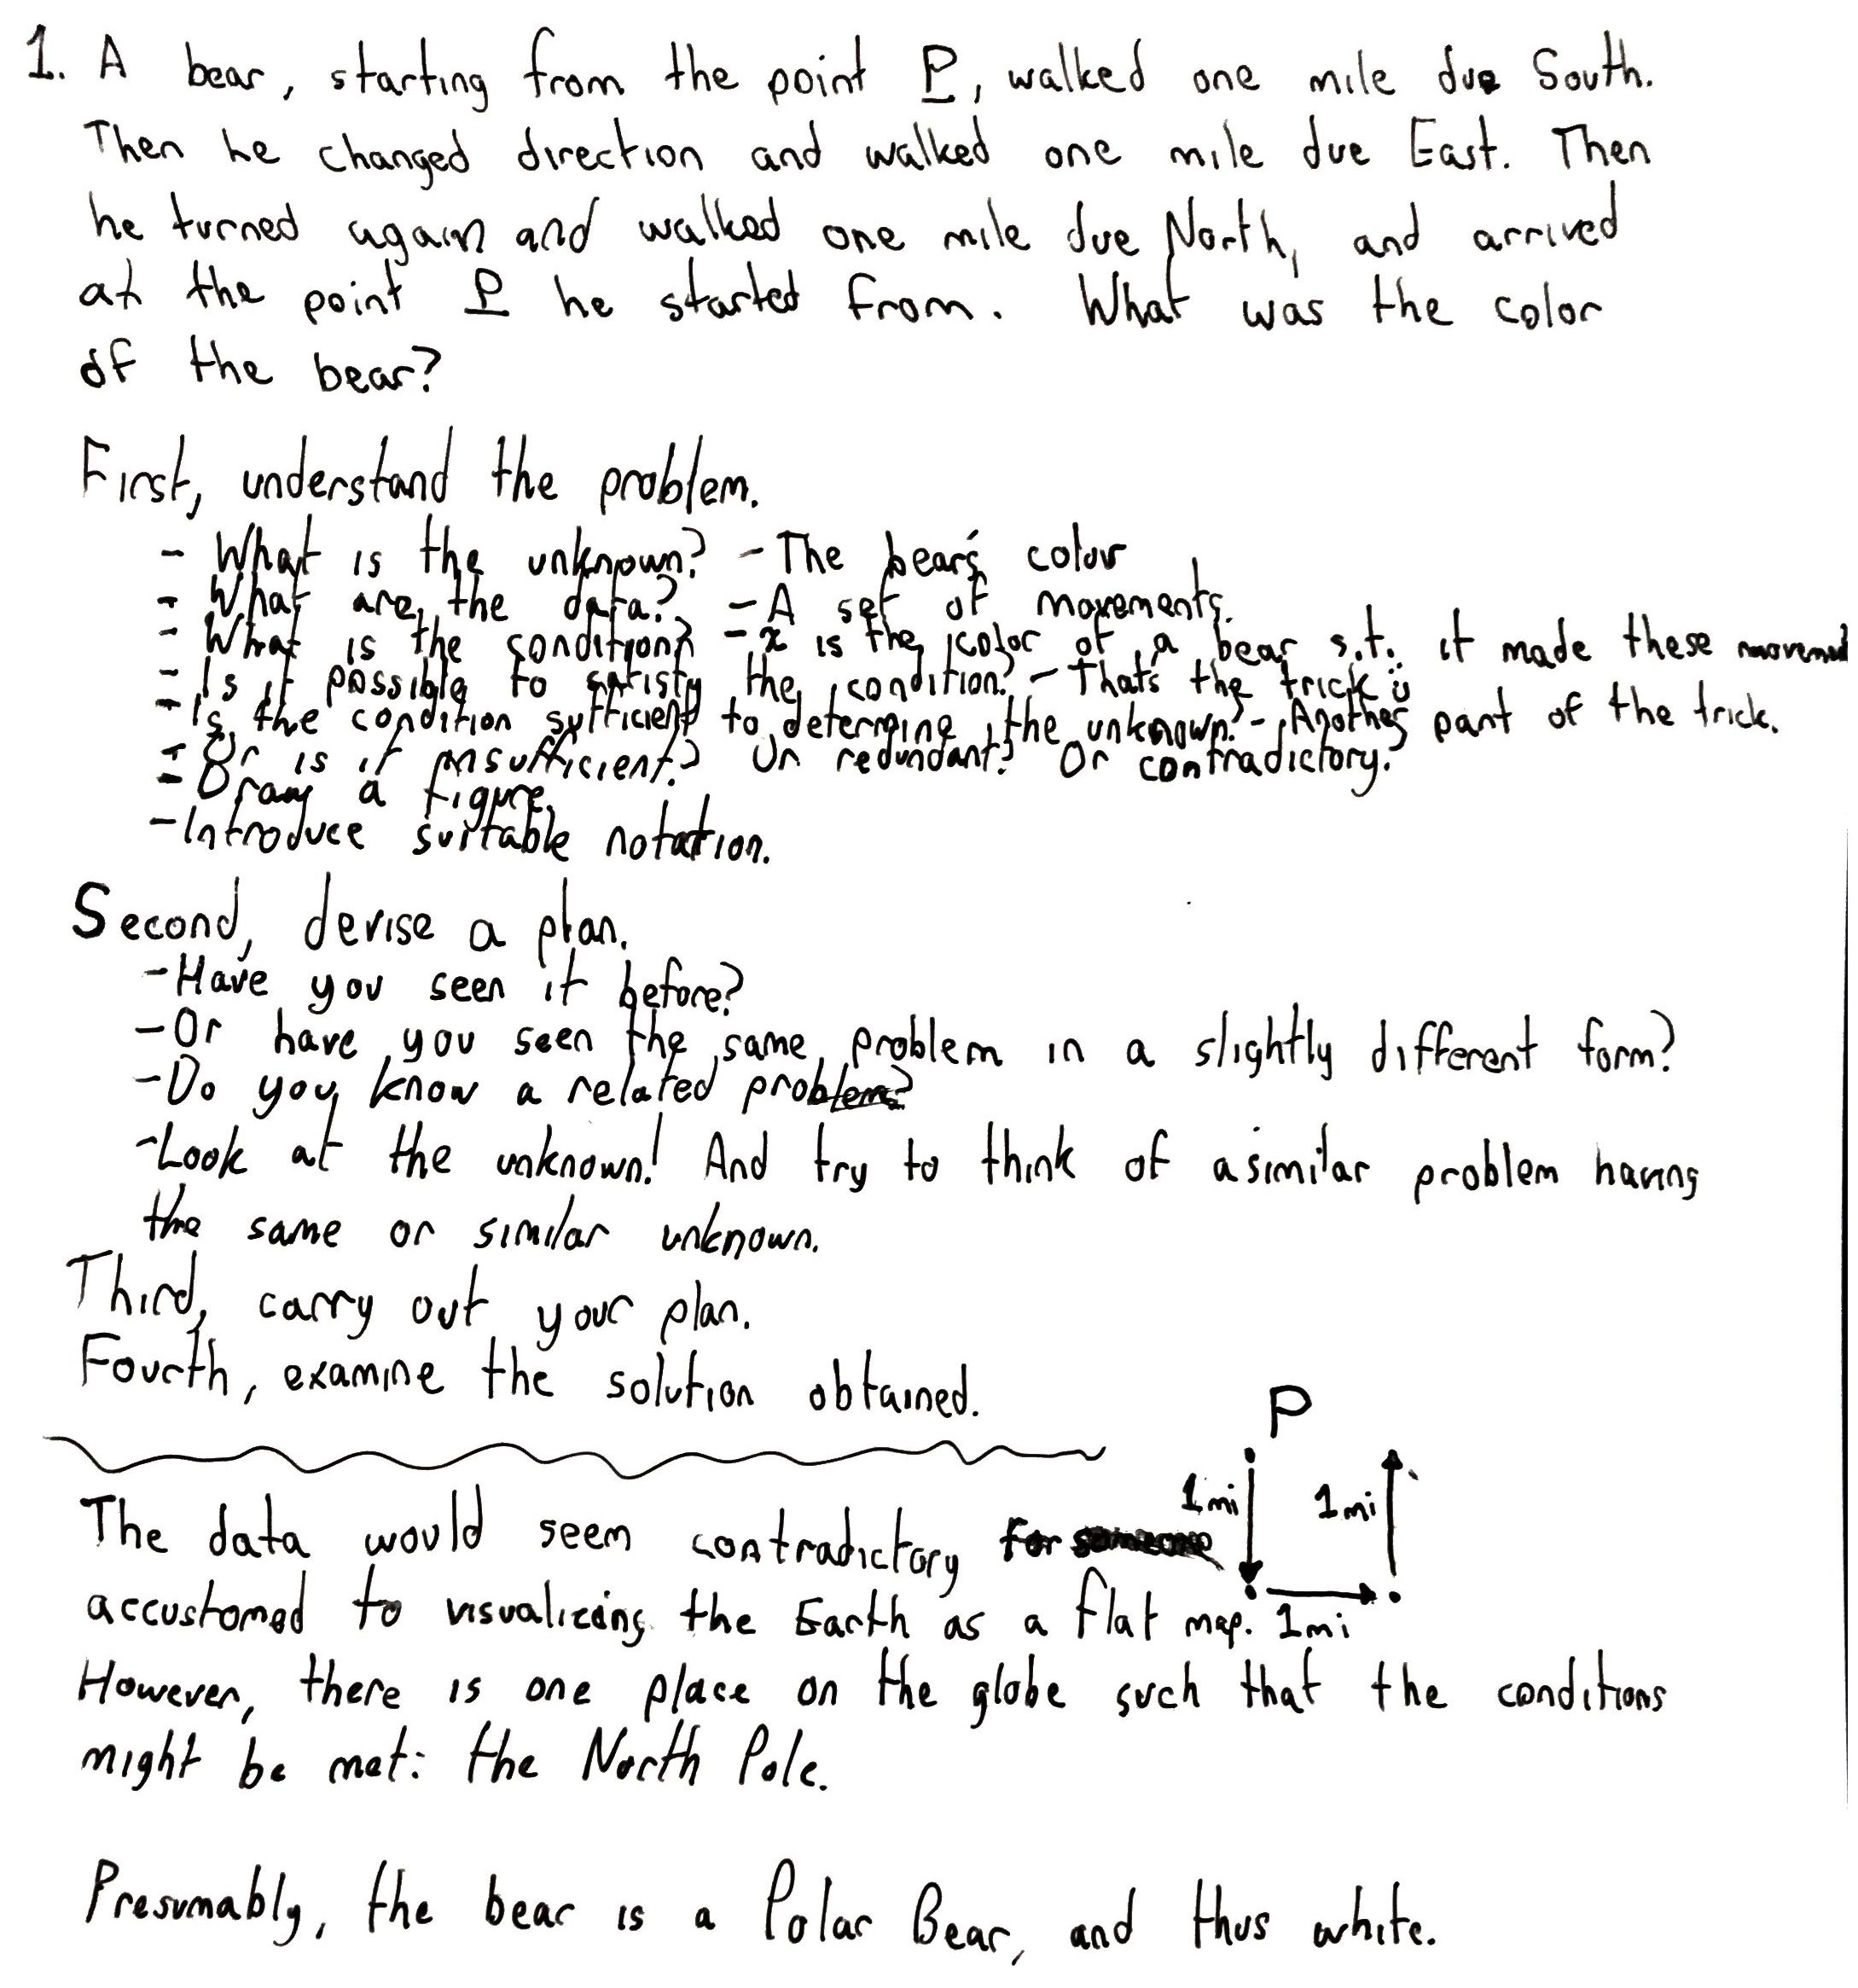 1. A bear, starting from the point P, walked one mile due South.
Then he changed direction and walked one mile due East. Then
he turned again and walked one mile due North, and arrived
at the point P he started from. What was the color
of the bear?
First, understand the problem.
- What is the unknown? - The bear's color
- What are the data? - A set of movements.
- What is the condition? - x is the color of a bear s.t. it made these movements
- Is it possible to satisfy the condition? - That's the trick ü
- Is the condition sufficient to determine the unknown? - Another part of the trick.
- Or is it insufficient? Or redundant? Or contradictory?
- Draw a figure.
- Introduce suitable notation.
Second, devise a plan.
- Have you seen it before?
- Or have you seen the same problem in a slightly different form?
- Do you know a related problem?
- Look at the unknown! And try to think of a similar problem having
the same or similar unknown.
Third, carry out your plan.
Fourth, examine the solution obtained.
P
1mi 1mi
The data would seem contradictory for someone
accustomed to visualizing the Earth as a flat map. 1mi
However, there is one place on the globe such that the conditions
might be met: the North Pole.
Presumably, the bear is a Polar Bear, and thus white.